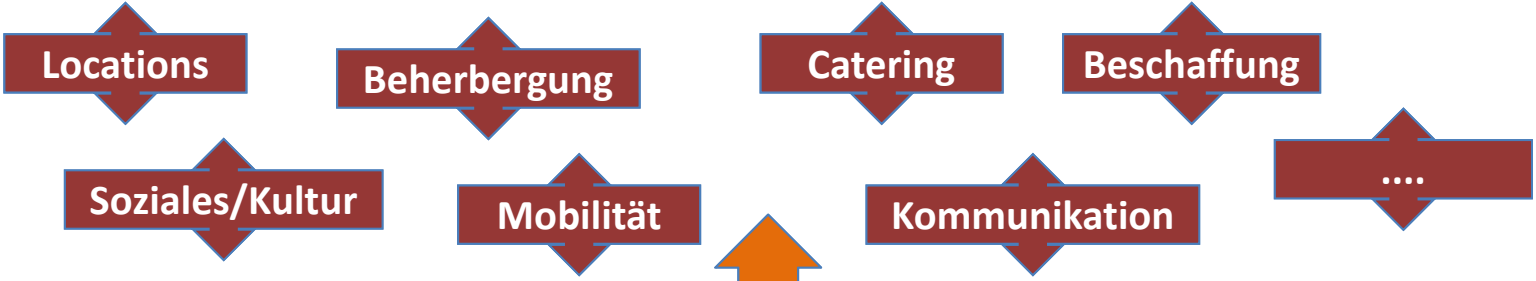 Locations
Beherbergung
Catering
Beschaffung
Soziales/Kultur
Mobilität
Kommunikation
....